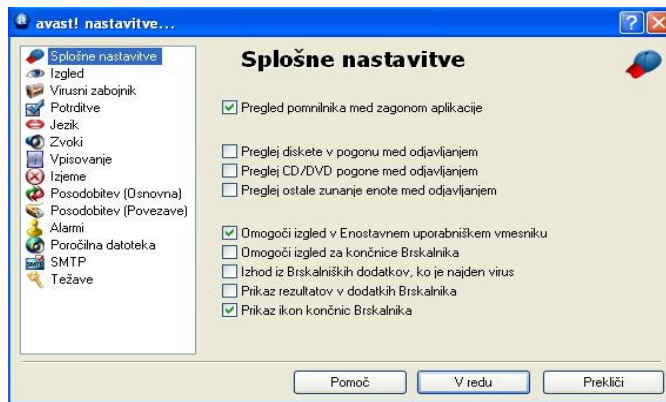 avast! nastavitve...
Splošne nastavitve
Izgled
Virusni zabojnik
Potrditve
Jezik
Zvoki
Vpisovanje
Izjeme
Posodobitev (Osnovna)
Posodobitev (Povezave)
Alarmi
Poročilna datoteka
SMTP
Težave
Splošne nastavitve
Pregled pomnilnika med zagonom aplikacije
Preglej diskete v pogonu med odjavljanjem
Preglej CD/DVD pogone med odjavljanjem
Preglej ostale zunanje enote med odjavljanjem
Omogoči izgled v Enostavnem uporabniškem vmesniku
Omogoči izgled za končnice Brskalnika
Izhod iz Brskalniških dodatkov, ko je najden virus
Prikaz rezultatov v dodatkih Brskalnika
Prikaz ikon končnic Brskalnika
Pomoč
V redu
Prekliči